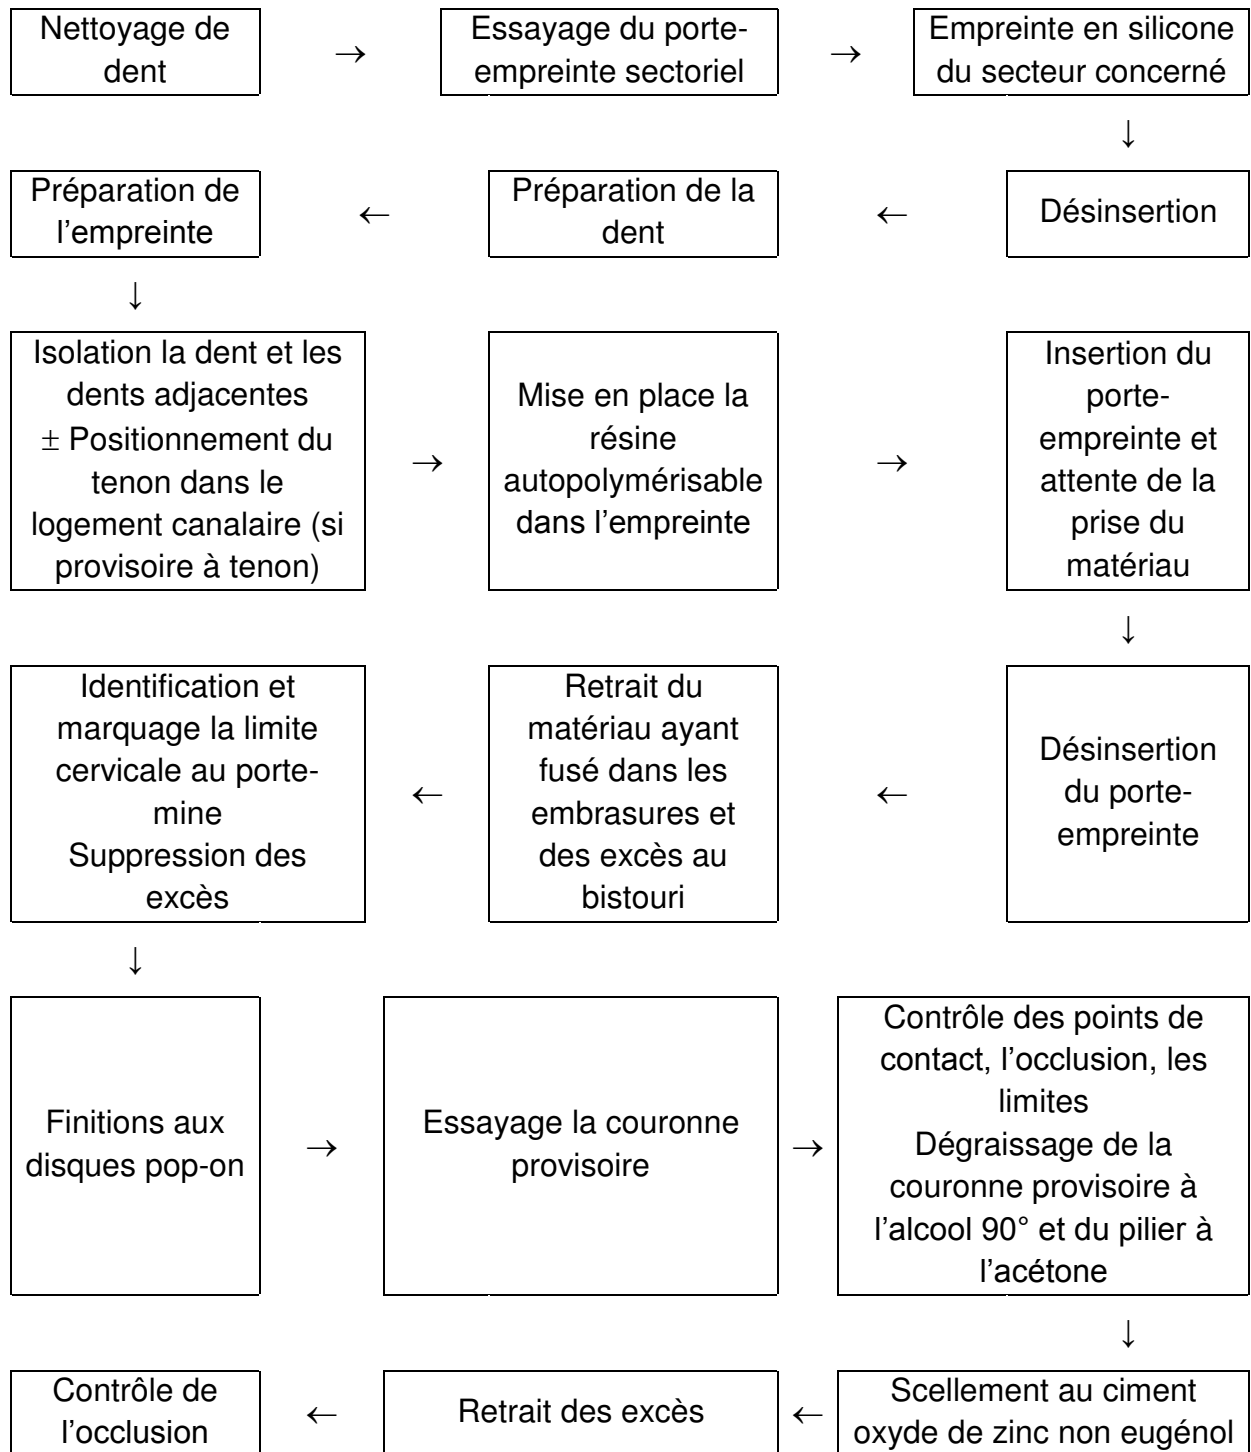 Nettoyage de
dent
→
Essayage du porte-
empreinte sectoriel
→
Empreinte en silicone
du secteur concerné
↓
Désinsertion
←
Préparation de la
dent
←
Préparation de
l'empreinte
↓
Isolation la dent et les
dents adjacentes
± Positionnement du
tenon dans le
logement canalaire (si
provisoire à tenon)
→
Mise en place la
résine
autopolymérisable
dans l'empreinte
→
Insertion du
porte-
empreinte et
attente de la
prise du
matériau
↓
Désinsertion
du porte-
empreinte
←
Retrait du
matériau ayant
fusé dans les
embrasures et
des excès au
bistouri
←
Identification et
marquage la limite
cervicale au porte-
mine
Suppression des
excès
↓
Finitions aux
disques pop-on
→
Essayage la couronne
provisoire
→
Contrôle des points de
contact, l'occlusion, les
limites
Dégraissage de la
couronne provisoire à
l'alcool 90° et du pilier à
l'acétone
↓
Scellement au ciment
oxyde de zinc non eugénol
←
Retrait des excès
←
Contrôle de
l'occlusion